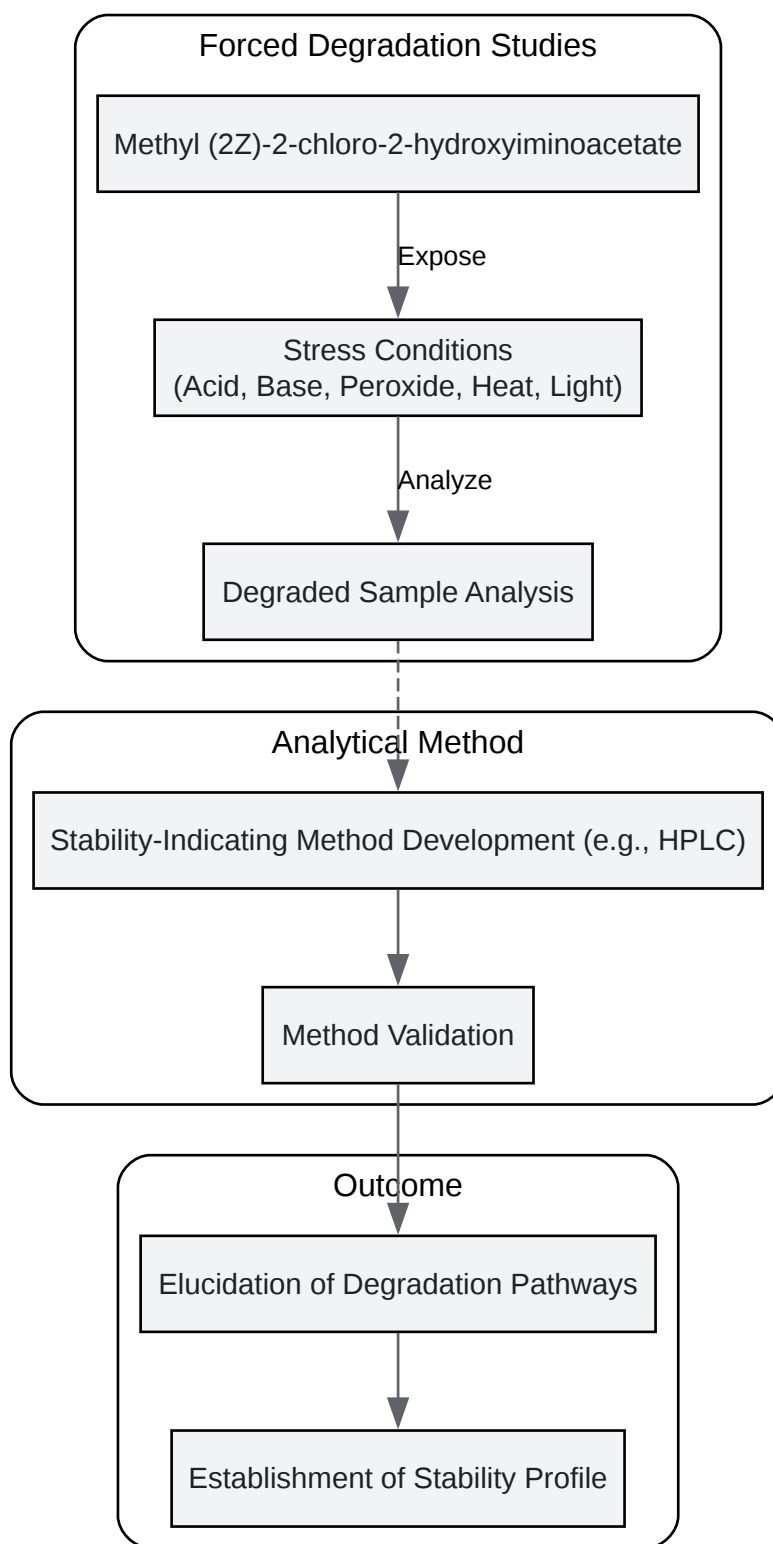 Forced Degradation Studies
Methyl (2Z)-2-chloro-2-hydroxyiminoacetate
Expose
Stress Conditions
(Acid, Base, Peroxide, Heat, Light)
Analyze
Degraded Sample Analysis
Analytical Method
Stability-Indicating Method Development (e.g., HPLC)
Method Validation
Outcome
Elucidation of Degradation Pathways
Establishment of Stability Profile